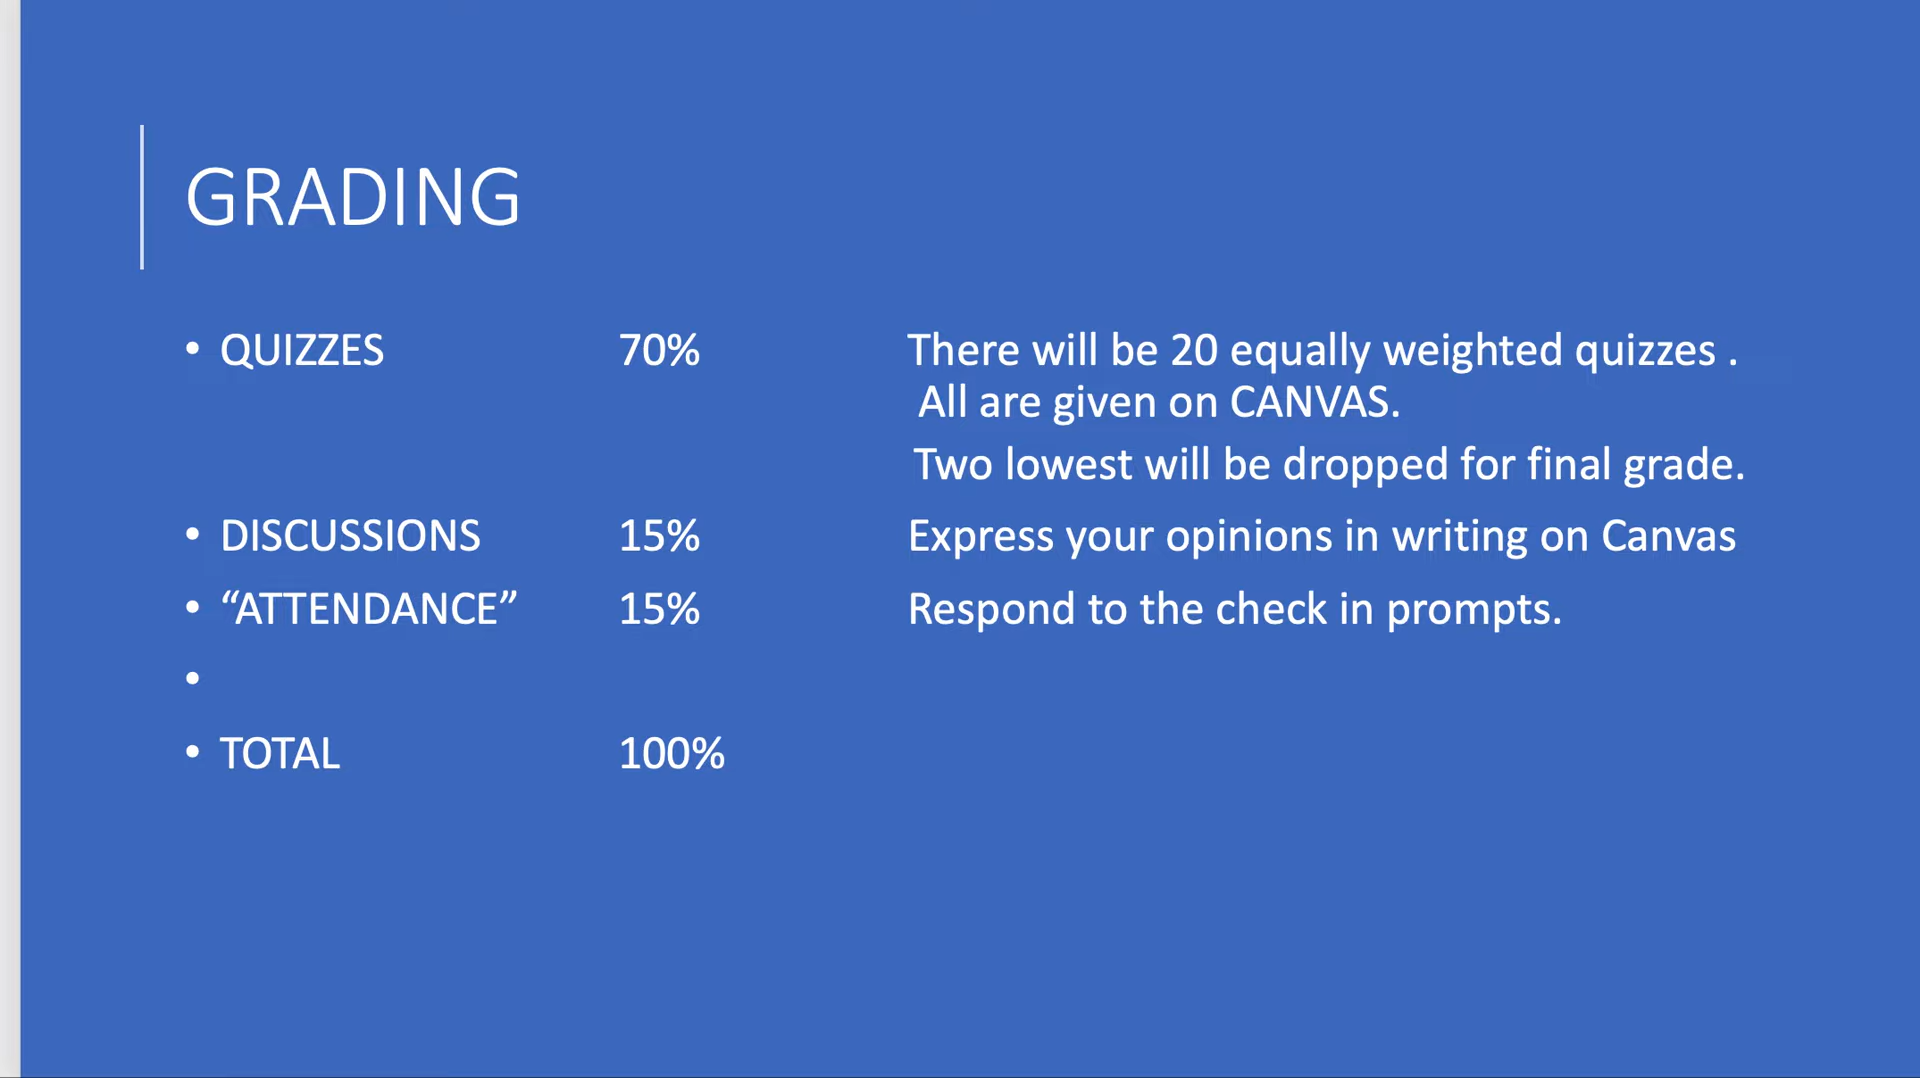 GRADING
• QUIZZES 70% There will be 20 equally weighted quizzes .
All are given on CANVAS.
Two lowest will be dropped for final grade.
• DISCUSSIONS 15% Express your opinions in writing on Canvas
• “ATTENDANCE” 15% Respond to the check in prompts.
•
• TOTAL 100%